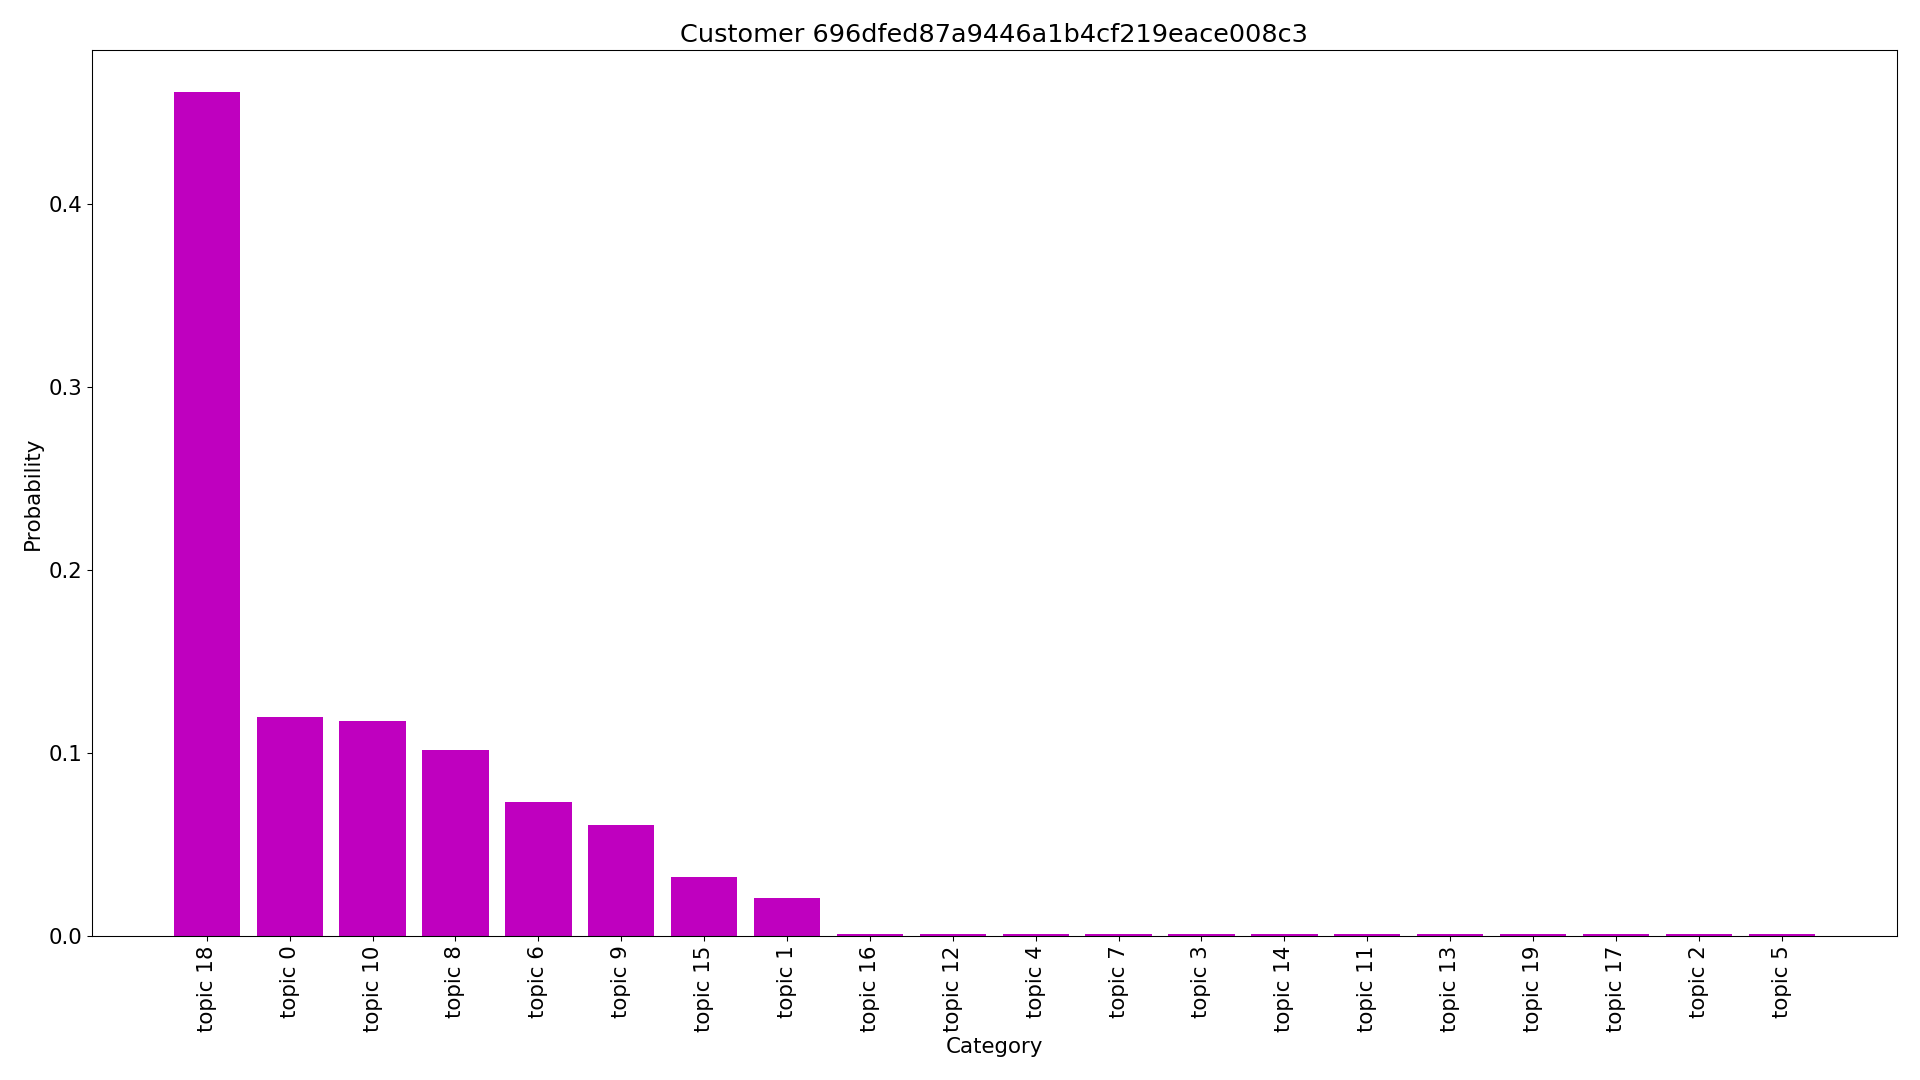 Customer 696dfed87a9446a1b4cf219eace008c3
Probability
0.4
0.3
0.2
0.1
0.0
topic 18
topic 0
topic 10
topic 8
topic 6
topic 9
topic 15
topic 1
topic 16
topic 12
topic 4
topic 7
topic 3
topic 14
topic 11
topic 13
topic 19
topic 17
topic 2
topic 5
Category